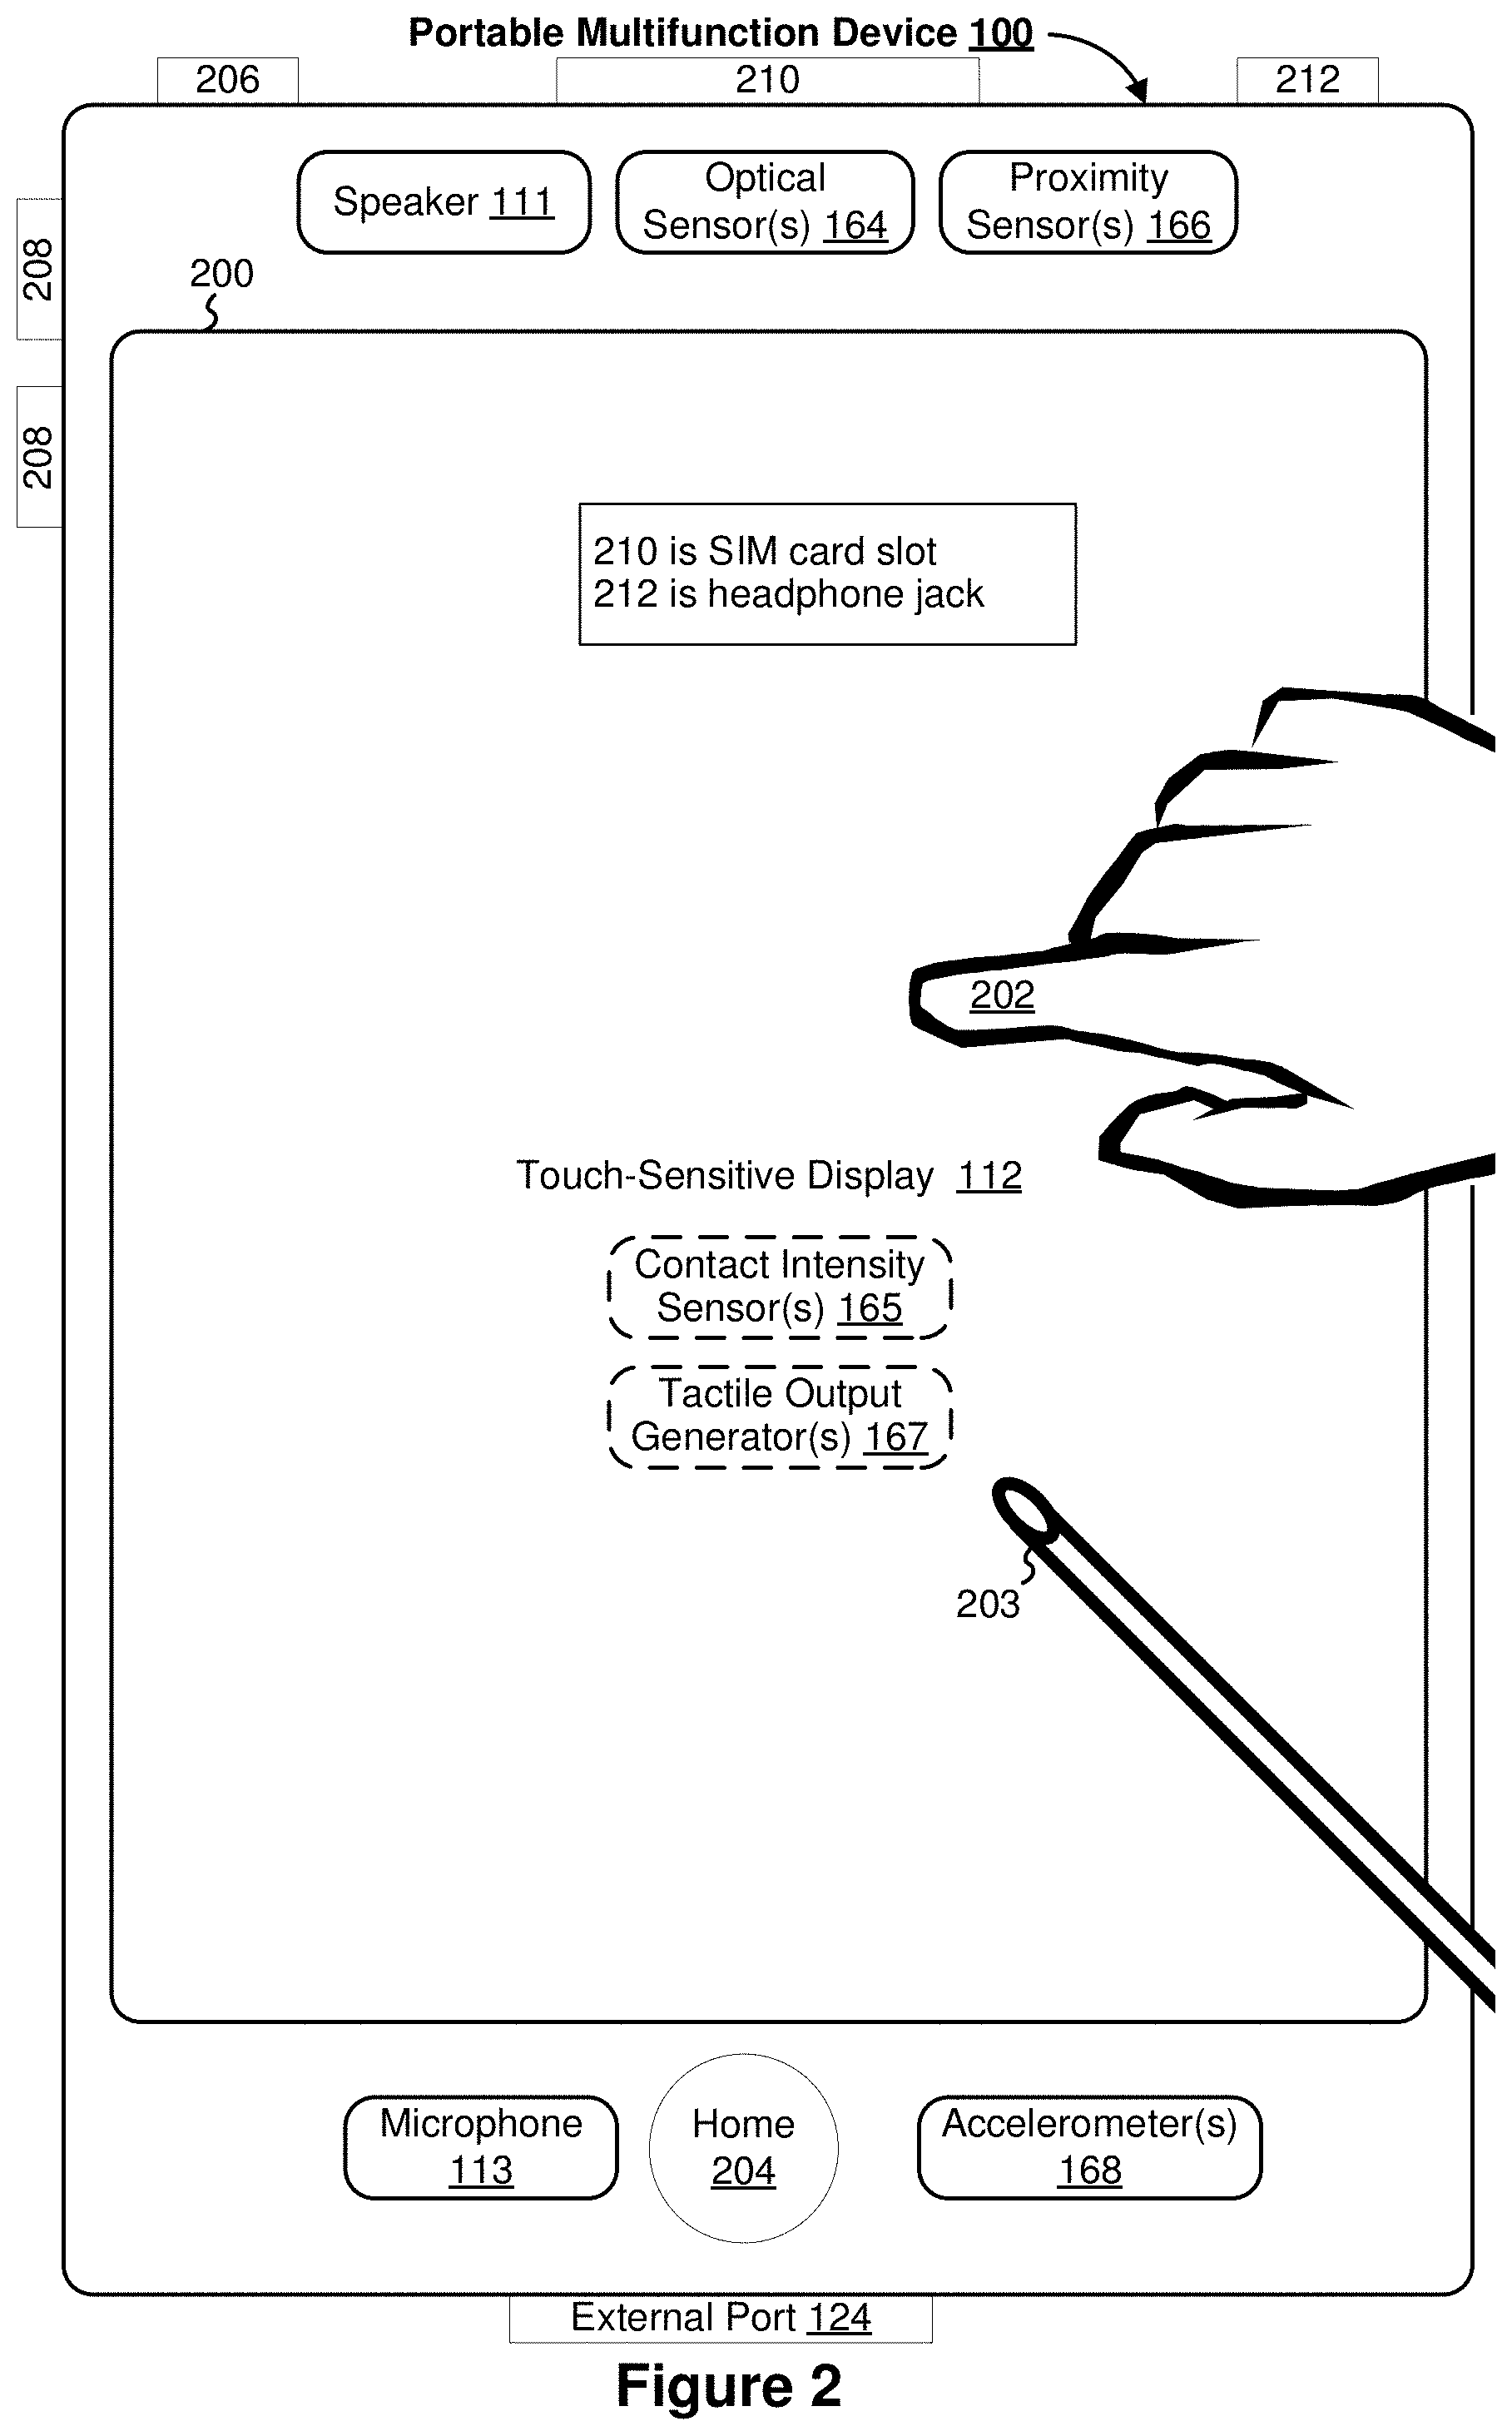 Portable Multifunction Device 100
206
210
212
Speaker 111
Optical
Sensor(s) 164
Proximity
Sensor(s) 166
208
200
208
210 is SIM card slot
212 is headphone jack
202
Touch-Sensitive Display 112
Contact Intensity
Sensor(s) 165
Tactile Output
Generator(s) 167
203
Microphone
113
Home
204
Accelerometer(s)
168
External Port 124
Figure 2